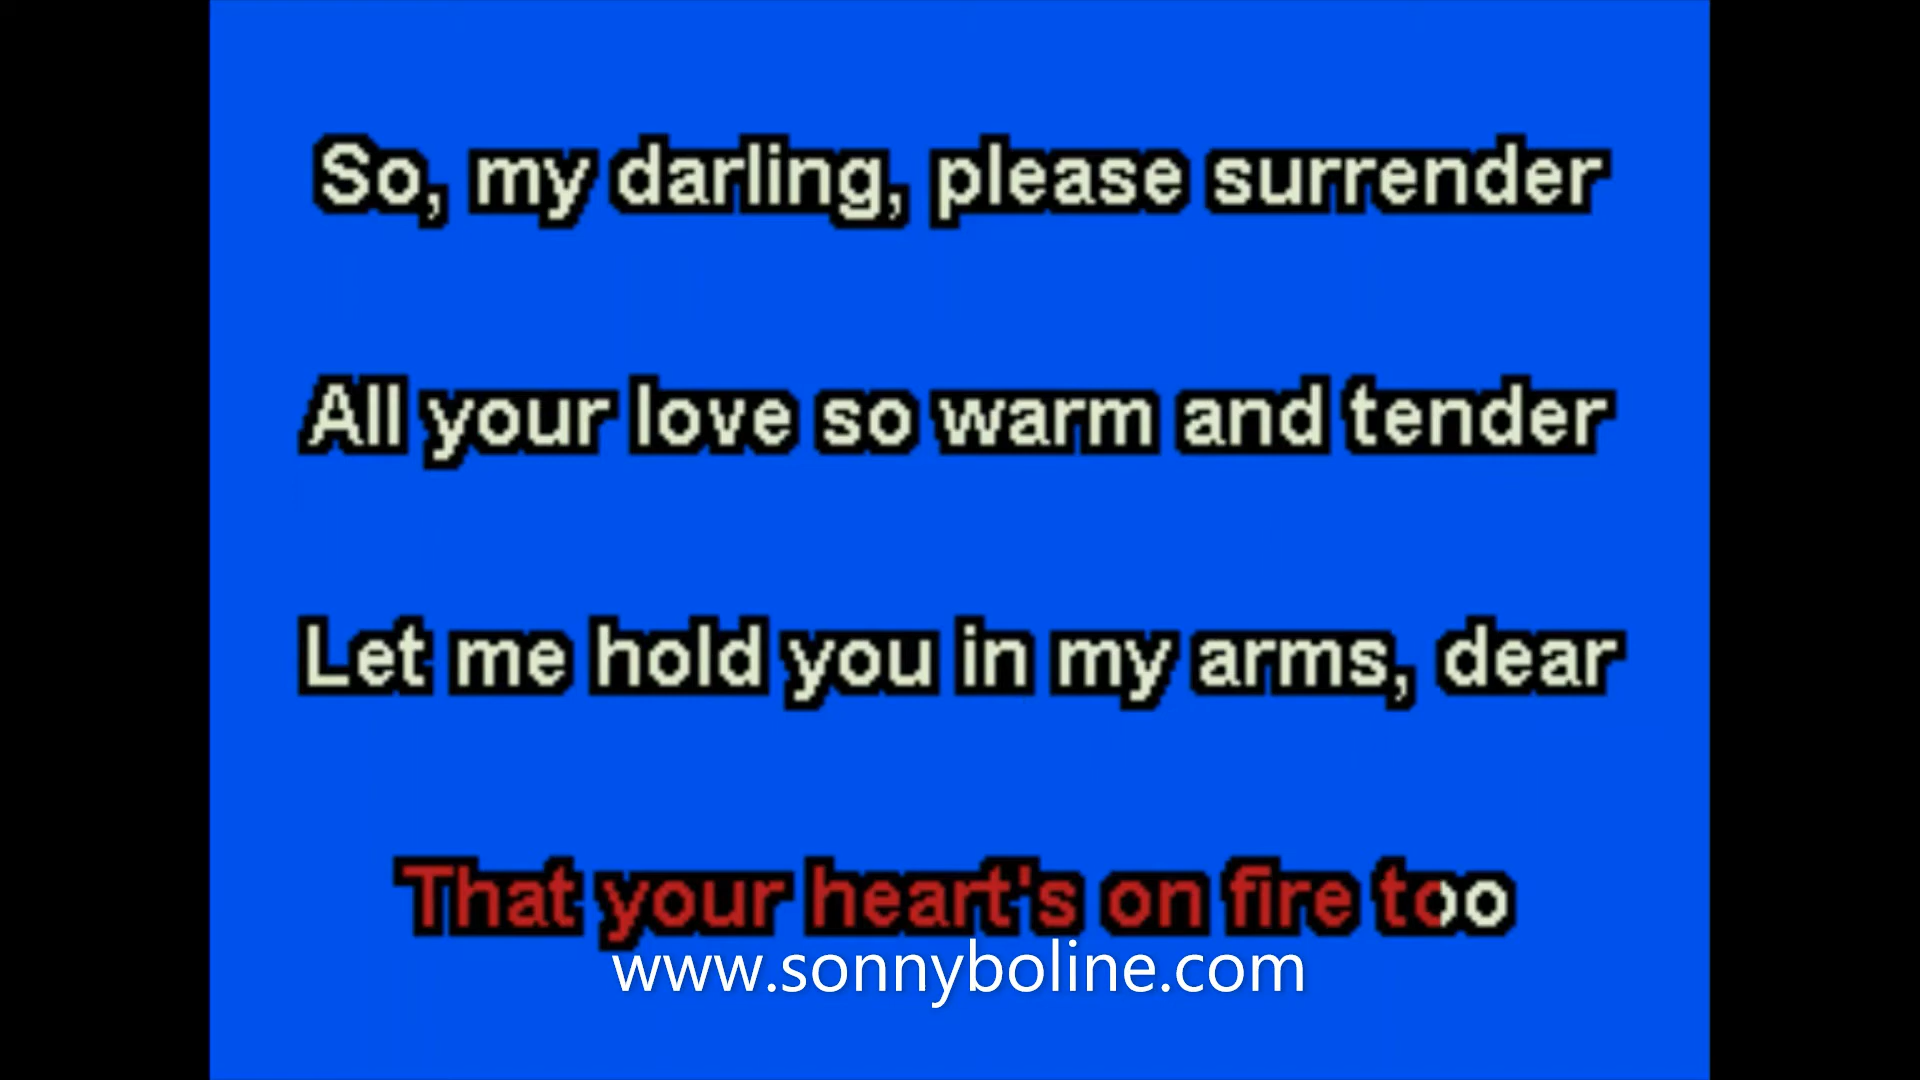 So, my darling, please surrender
All your love so warm and tender
Let me hold you in my arms, dear
That your heart's on fire too
www.sonnyboline.com